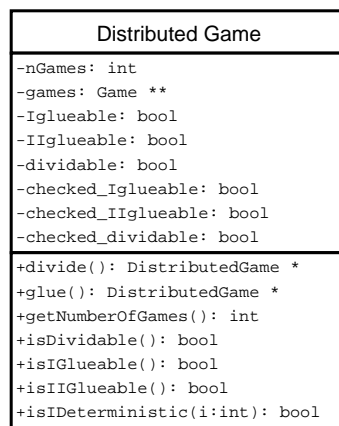 Distributed Game
-nGames: int
-games: Game **
-Iglueable: bool
-IIglueable: bool
-dividable: bool
-checked_Iglueable: bool
-checked_IIglueable: bool
-checked_dividable: bool
+divide(): DistributedGame *
+glue(): DistributedGame *
+getNumberOfGames(): int
+isDividable(): bool
+isIGlueable(): bool
+isIIGlueable(): bool
+isIDeterministic(i:int): bool